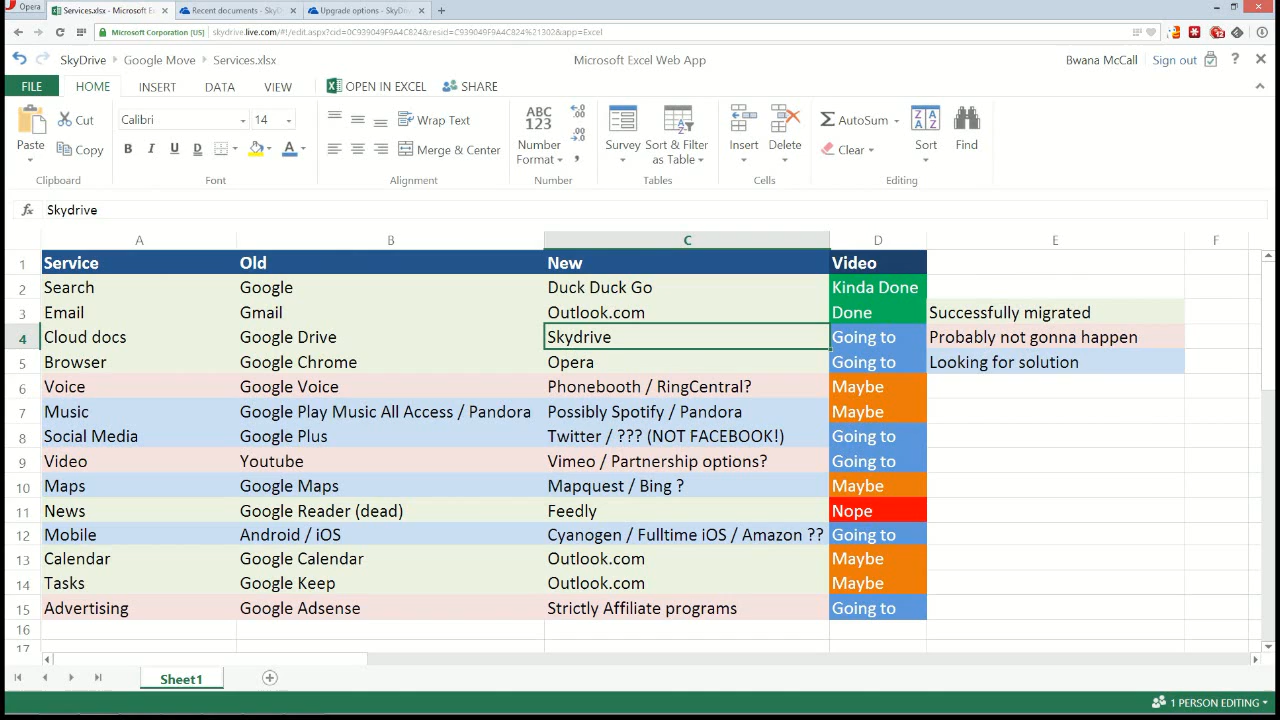 Opera
Services.xlsx - Microsoft Ex
Recent documents - SkyD
Upgrade options - SkyDri
Microsoft Corporation [US]
skydrive.live.com/#!/edit.aspx?cid=0C939049F9A4C824&resid=C939049F9A4C824%21302&app=Excel
SkyDrive
Google Move
Services.xlsx
Microsoft Excel Web App
Bwana McCall
Sign out
FILE
HOME
INSERT
DATA
VIEW
OPEN IN EXCEL
SHARE
Paste
Cut
Copy
Clipboard
Calibri
14
B I U D
Font
Wrap Text
Merge & Center
Alignment
ABC
123
Number
Format
Number
Survey
Sort & Filter
as Table
Tables
Insert
Delete
Cells
AutoSum
Clear
Sort
Find
Editing
fx Skydrive
A B C D E F
1 Service Old New Video
2 Search Google Duck Duck Go Kinda Done
3 Email Gmail Outlook.com Done Successfully migrated
4 Cloud docs Google Drive Skydrive Going to Probably not gonna happen
5 Browser Google Chrome Opera Going to Looking for solution
6 Voice Google Voice Phonebooth / RingCentral? Maybe
7 Music Google Play Music All Access / Pandora Possibly Spotify / Pandora Maybe
8 Social Media Google Plus Twitter / ??? (NOT FACEBOOK!) Going to
9 Video Youtube Vimeo / Partnership options? Going to
10 Maps Google Maps Mapquest / Bing ? Maybe
11 News Google Reader (dead) Feedly Nope
12 Mobile Android / iOS Cyanogen / Fulltime iOS / Amazon ?? Going to
13 Calendar Google Calendar Outlook.com Maybe
14 Tasks Google Keep Outlook.com Maybe
15 Advertising Google Adsense Strictly Affiliate programs Going to
16
17
Sheet1
1 PERSON EDITING